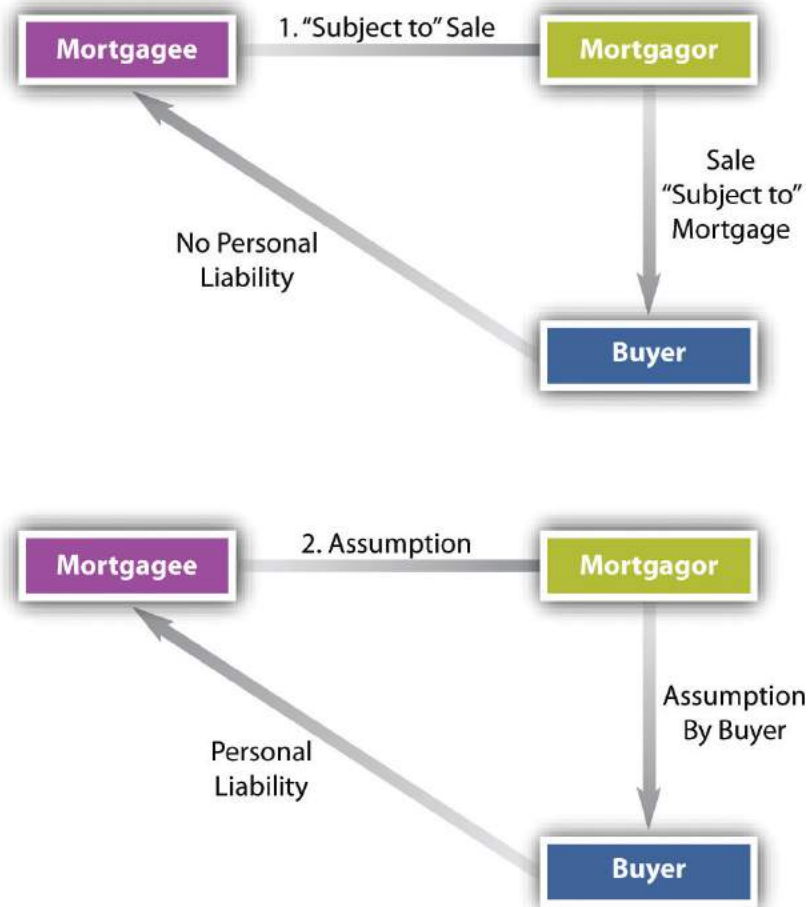 1. “Subject to” Sale
Mortgagee
Mortgagor
Sale
“Subject to”
Mortgage
No Personal
Liability
Buyer
2. Assumption
Mortgagee
Mortgagor
Assumption
By Buyer
Personal
Liability
Buyer